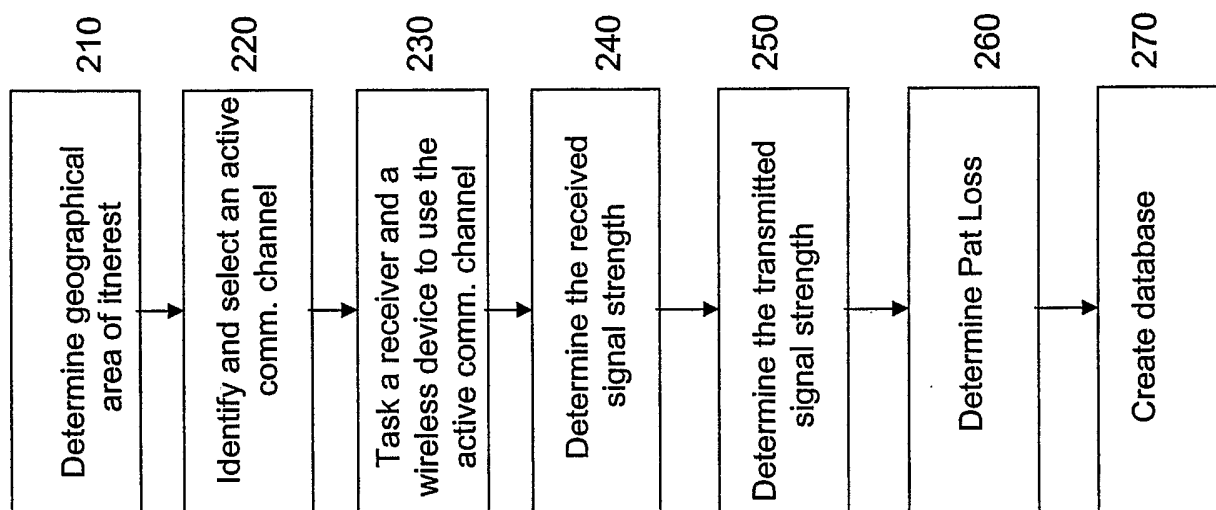 Determine geographical
area of itnerest
210
Identify and select an active
comm. channel
220
Task a receiver and a
wireless device to use the
active comm. channel
230
Determine the received
signal strength
240
Determine the transmitted
signal strength
250
Determine Pat Loss
260
Create database
270